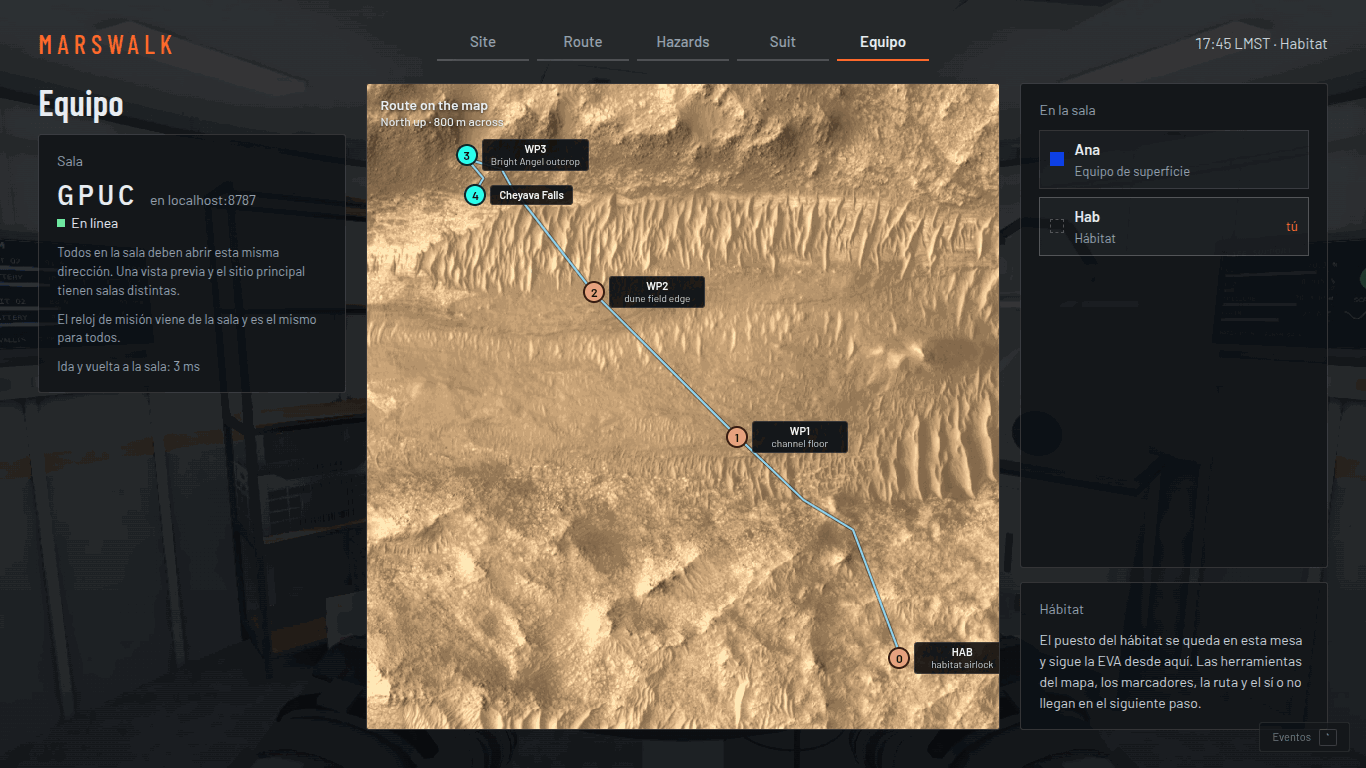 MARSWALK
Site
Route
Hazards
Suit
Equipo
17:45 LMST · Habitat
Equipo
Sala
GPUC en localhost:8787
En línea
Todos en la sala deben abrir esta misma
dirección. Una vista previa y el sitio principal
tienen salas distintas.
El reloj de misión viene de la sala y es el mismo
para todos.
Ida y vuelta a la sala: 3 ms
Route on the map
North up · 800 m across
3
WP3
Bright Angel outcrop
4
Cheyava Falls
2
WP2
dune field edge
1
WP1
channel floor
0
HAB
habitat airlock
En la sala
Ana
Equipo de superficie
Hab
Hábitat
tú
Hábitat
El puesto del hábitat se queda en esta mesa
y sigue la EVA desde aquí. Las herramientas
del mapa, los marcadores, la ruta y el sí o no
llegan en el siguiente paso.
Eventos